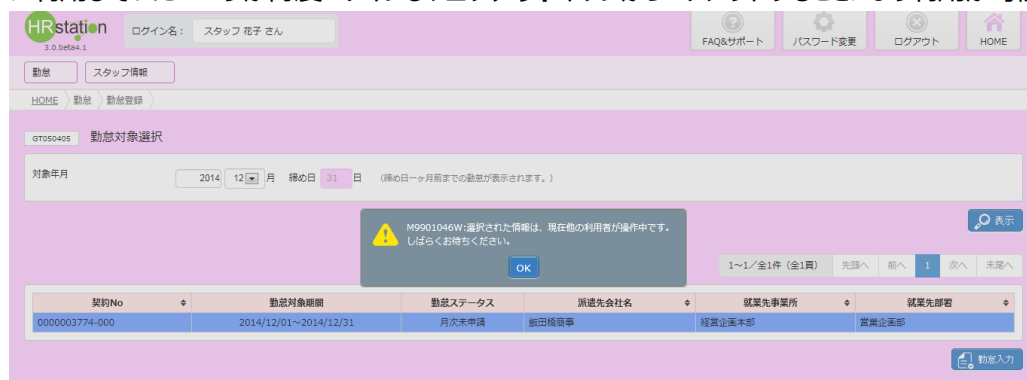 HRstation
3.0.beta4.1
ログイン名： スタッフ 花子 さん
FAQ&サポート パスワード変更 ログアウト HOME
勤怠 スタッフ情報
HOME 勤怠 勤怠登録
GT050405 勤怠対象選択
対象年月 2014 12 月 締め日 31 日 (締め日一ヶ月前までの勤怠が表示されます。)
M9901046W:選択された情報は、現在他の利用者が操作中です。
しばらくお待ちください。
OK
表示
1～1／全1件（全1頁） 先頭へ 前へ 1 次へ 末尾へ
契約No 勤怠対象期間 勤怠ステータス 派遣先会社名 就業先事業所 就業先部署
0000003774-000 2014/12/01～2014/12/31 月次未申請 飯田橋商事 経営企画本部 営業企画部
勤怠入力